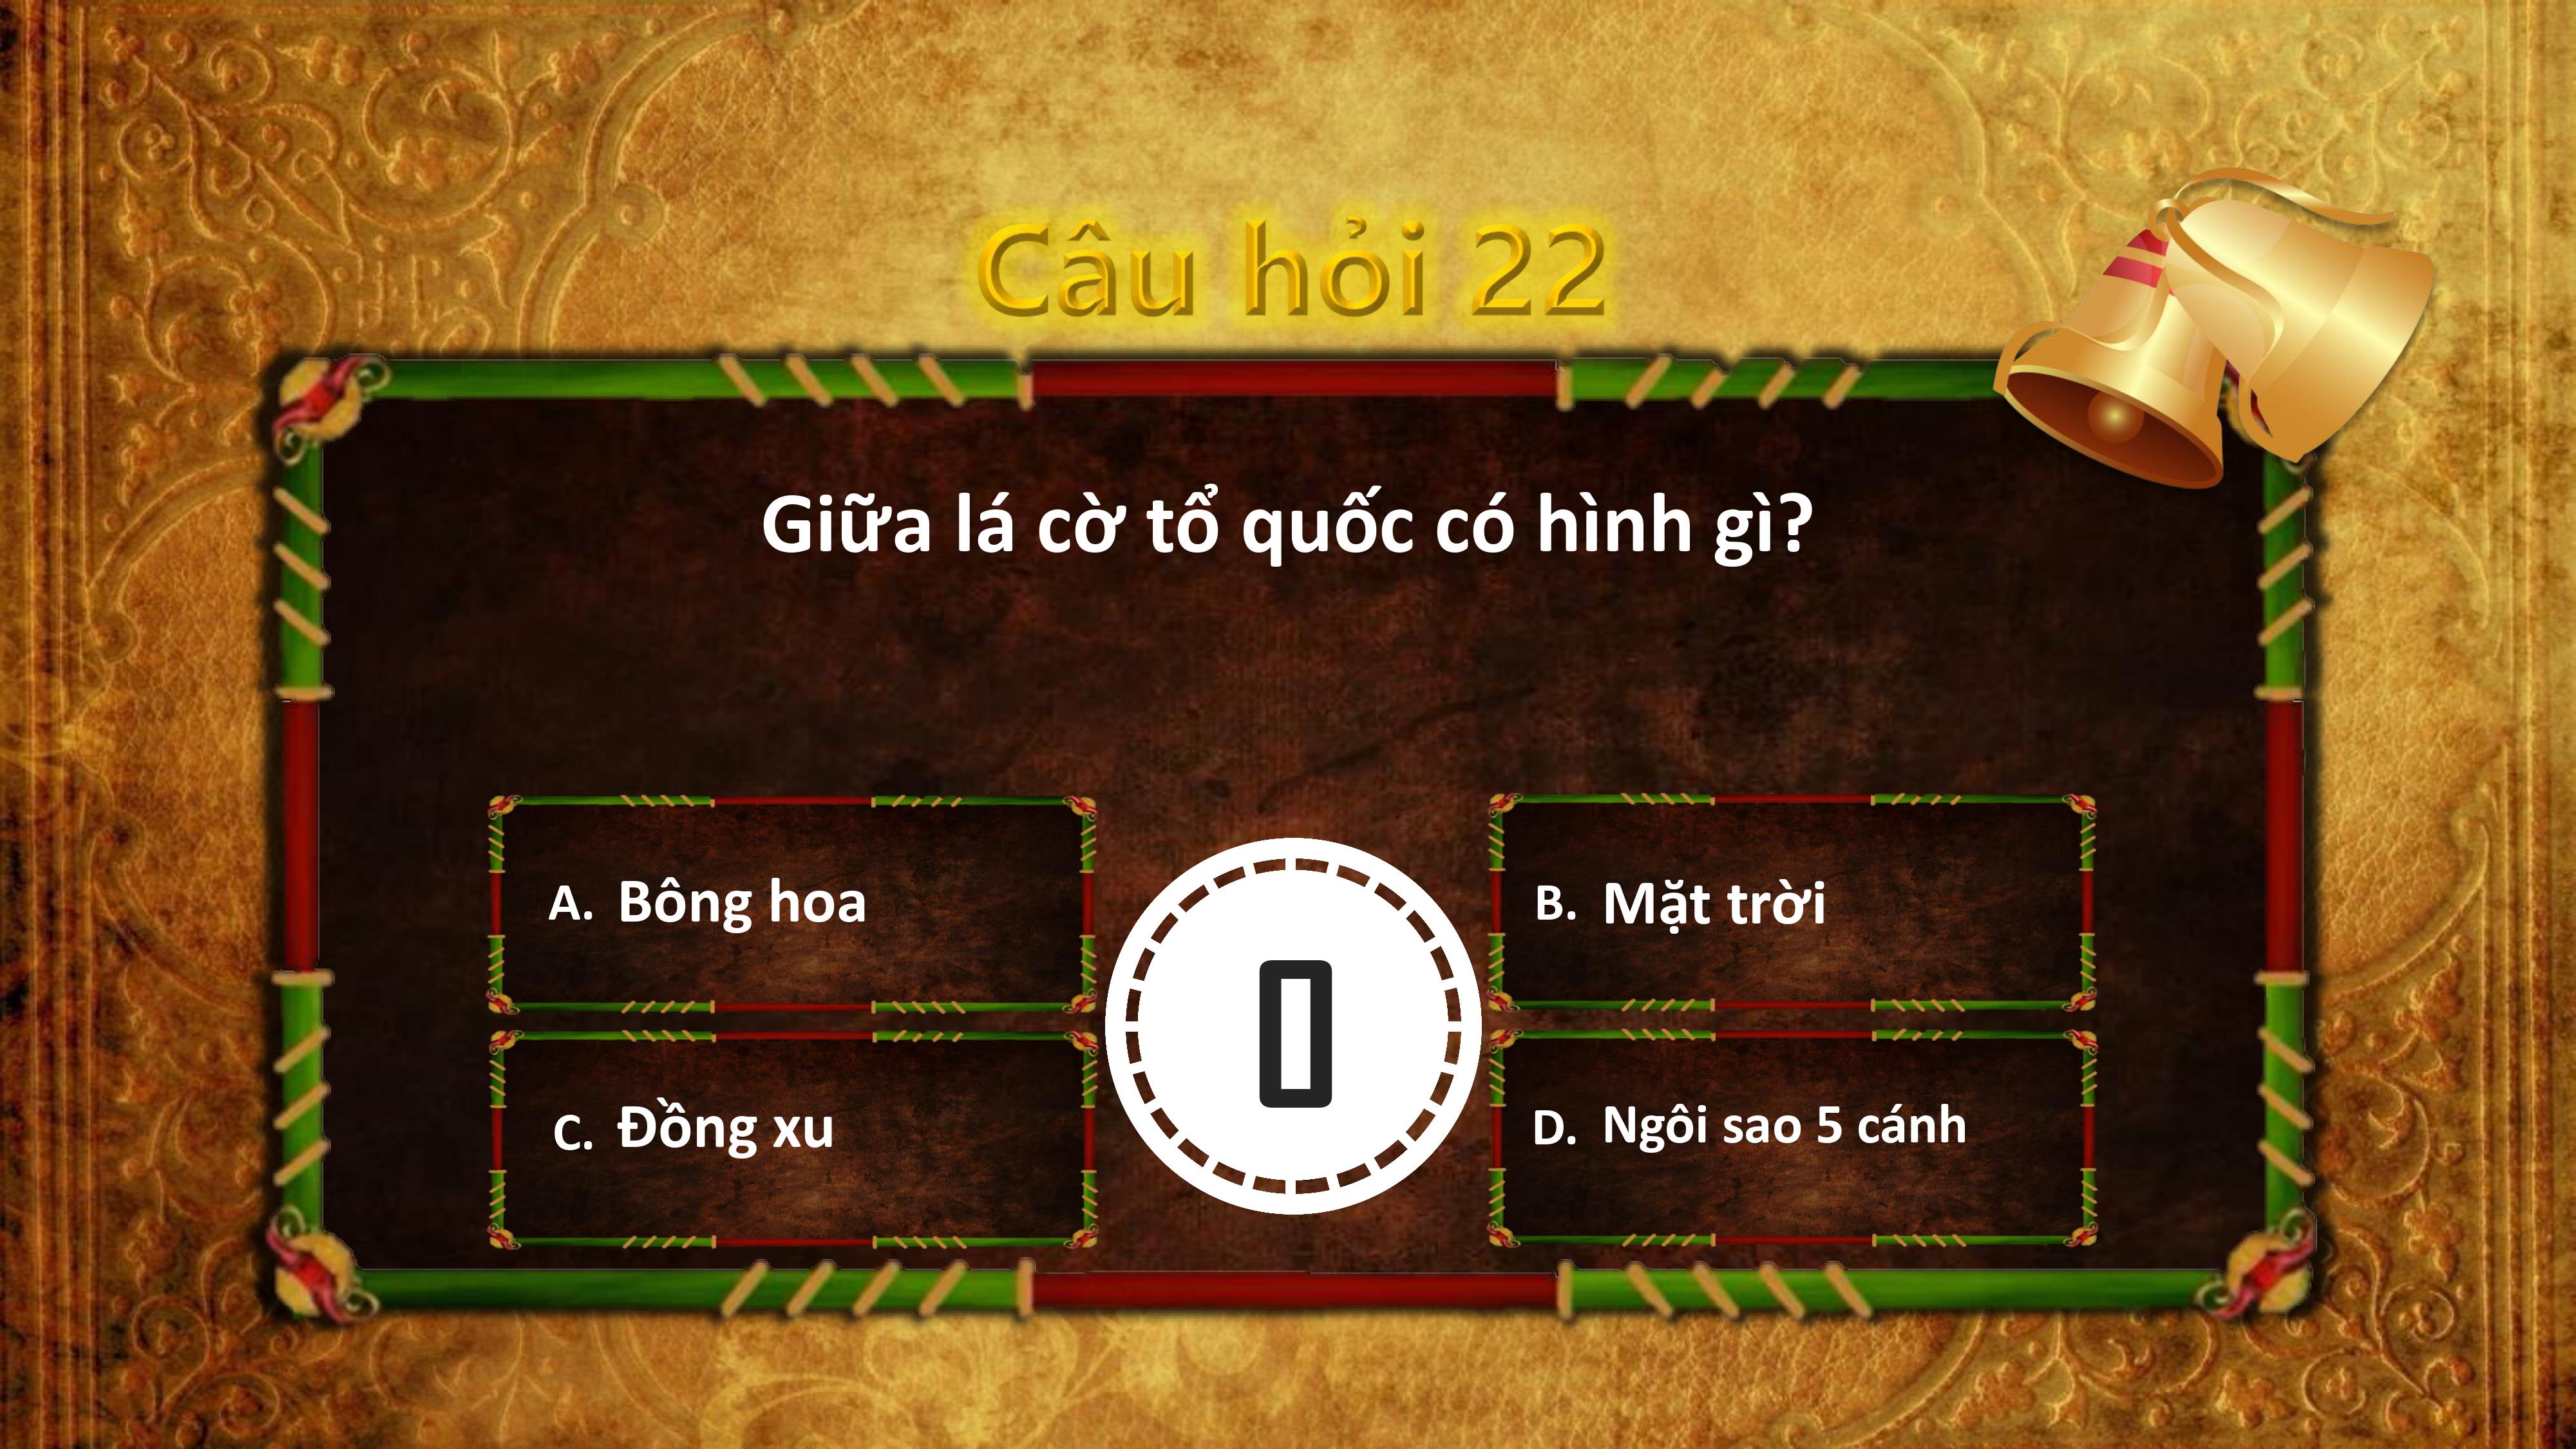 Câu hỏi 22
Giữa lá cờ tổ quốc có hình gì?
A. Bông hoa
B. Mặt trời
C. Đồng xu
D. Ngôi sao 5 cánh